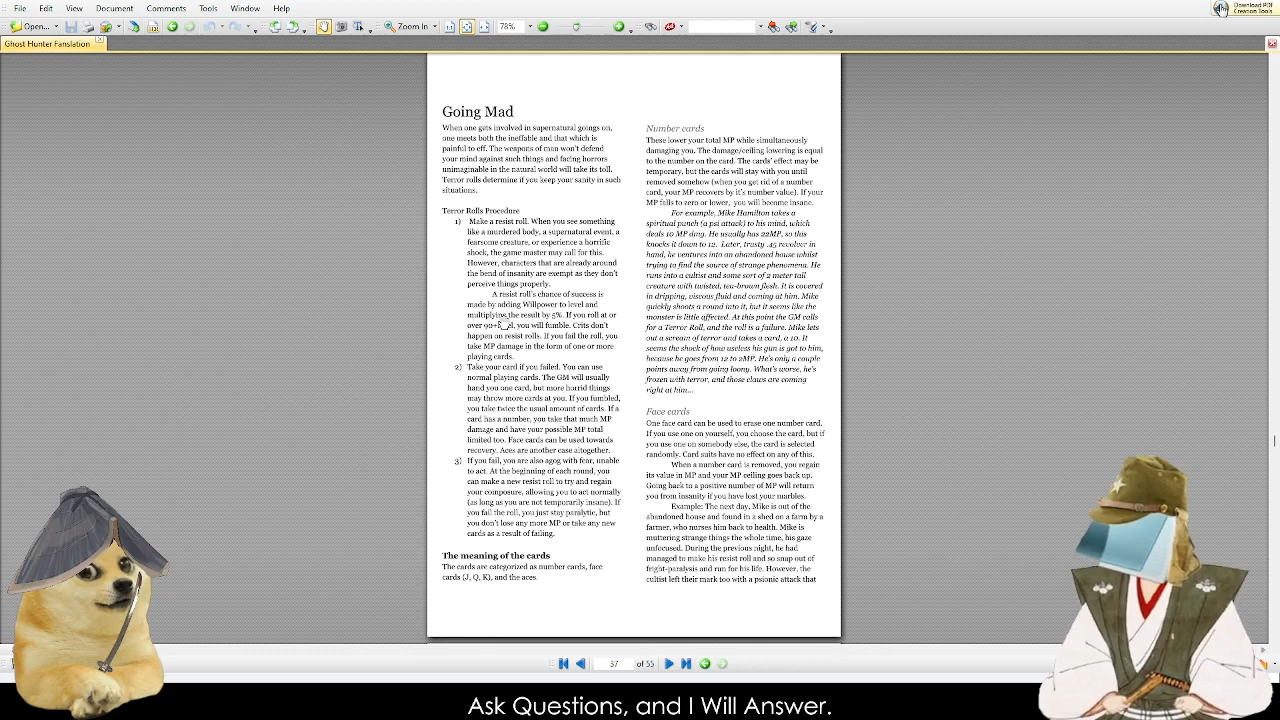 File Edit View Document Comments Tools Window Help
Download PDF
Creation Tools
Open...
Zoom In
78%
Ghost Hunter Fanslation
Going Mad
When one gets involved in supernatural goings on,
one meets both the ineffable and that which is
painful to eff. The weapons of man won't defend
your mind against such things and facing horrors
unimaginable in the natural world will take its toll.
Terror rolls determine if you keep your sanity in such
situations.
Terror Rolls Procedure
1) Make a resist roll. When you see something
like a murdered body, a supernatural event, a
fearsome creature, or experience a horrific
shock, the game master may call for this.
However, characters that are already around
the bend of insanity are exempt as they don't
perceive things properly.
A resist roll's chance of success is
made by adding Willpower to level and
multiplying the result by 5%. If you roll at or
over 90+ you will fumble. Crits don't
happen on resist rolls. If you fail the roll, you
take MP damage in the form of one or more
playing cards.
2) Take your card if you failed. You can use
normal playing cards. The GM will usually
hand you one card, but more horrid things
may throw more cards at you. If you fumbled,
you take twice the usual amount of cards. If a
card has a number, you take that much MP
damage and have your possible MP total
limited too. Face cards can be used towards
recovery. Aces are another case altogether.
3) If you fail, you are also agog with fear, unable
to act. At the beginning of each round, you
can make a new resist roll to try and regain
your composure, allowing you to act normally
(as long as you are not temporarily insane). If
you fail the roll, you just stay paralytic, but
you don't lose any more MP or take any new
cards as a result of failing.
The meaning of the cards
The cards are categorized as number cards, face
cards (J, Q, K), and the aces.
Number cards
These lower your total MP while simultaneously
damaging you. The damage/ceiling lowering is equal
to the number on the card. The cards' effect may be
temporary, but the cards will stay with you until
removed somehow (when you get rid of a number
card, your MP recovers by it's number value). If your
MP falls to zero or lower, you will become insane.
For example, Mike Hamilton takes a
spiritual punch (a psi attack) to his mind, which
deals 10 MP dmg. He usually has 22MP, so this
knocks it down to 12. Later, trusty .45 revolver in
hand, he ventures into an abandoned house whilst
trying to find the source of strange phenomena. He
runs into a cultist and some sort of 2 meter tall
creature with twisted, tea-brown flesh. It is covered
in dripping, viscous fluid and coming at him. Mike
quickly shoots a round into it, but it seems like the
monster is little affected. At this point the GM calls
for a Terror Roll, and the roll is a failure. Mike lets
out a scream of terror and takes a card, a 10. It
seems the shock of how useless his gun is got to him,
because he goes from 12 to 2MP. He's only a couple
points away from going loony. What's worse, he's
frozen with terror, and those claws are coming
right at him...
Face cards
One face card can be used to erase one number card.
If you use one on yourself, you choose the card, but if
you use one on somebody else, the card is selected
randomly. Card suits have no effect on any of this.
When a number card is removed, you regain
its value in MP and your MP ceiling goes back up.
Going back to a positive number of MP will return
you from insanity if you have lost your marbles.
Example: The next day, Mike is out of the
abandoned house and found in a shed on a farm by a
farmer, who nurses him back to health. Mike is
muttering strange things the whole time, his gaze
unfocused. During the previous night, he had
managed to make his resist roll and so snap out of
fright-paralysis and run for his life. However, the
cultist left their mark too with a psionic attack that
37 of 55
Ask Questions, and I Will Answer.